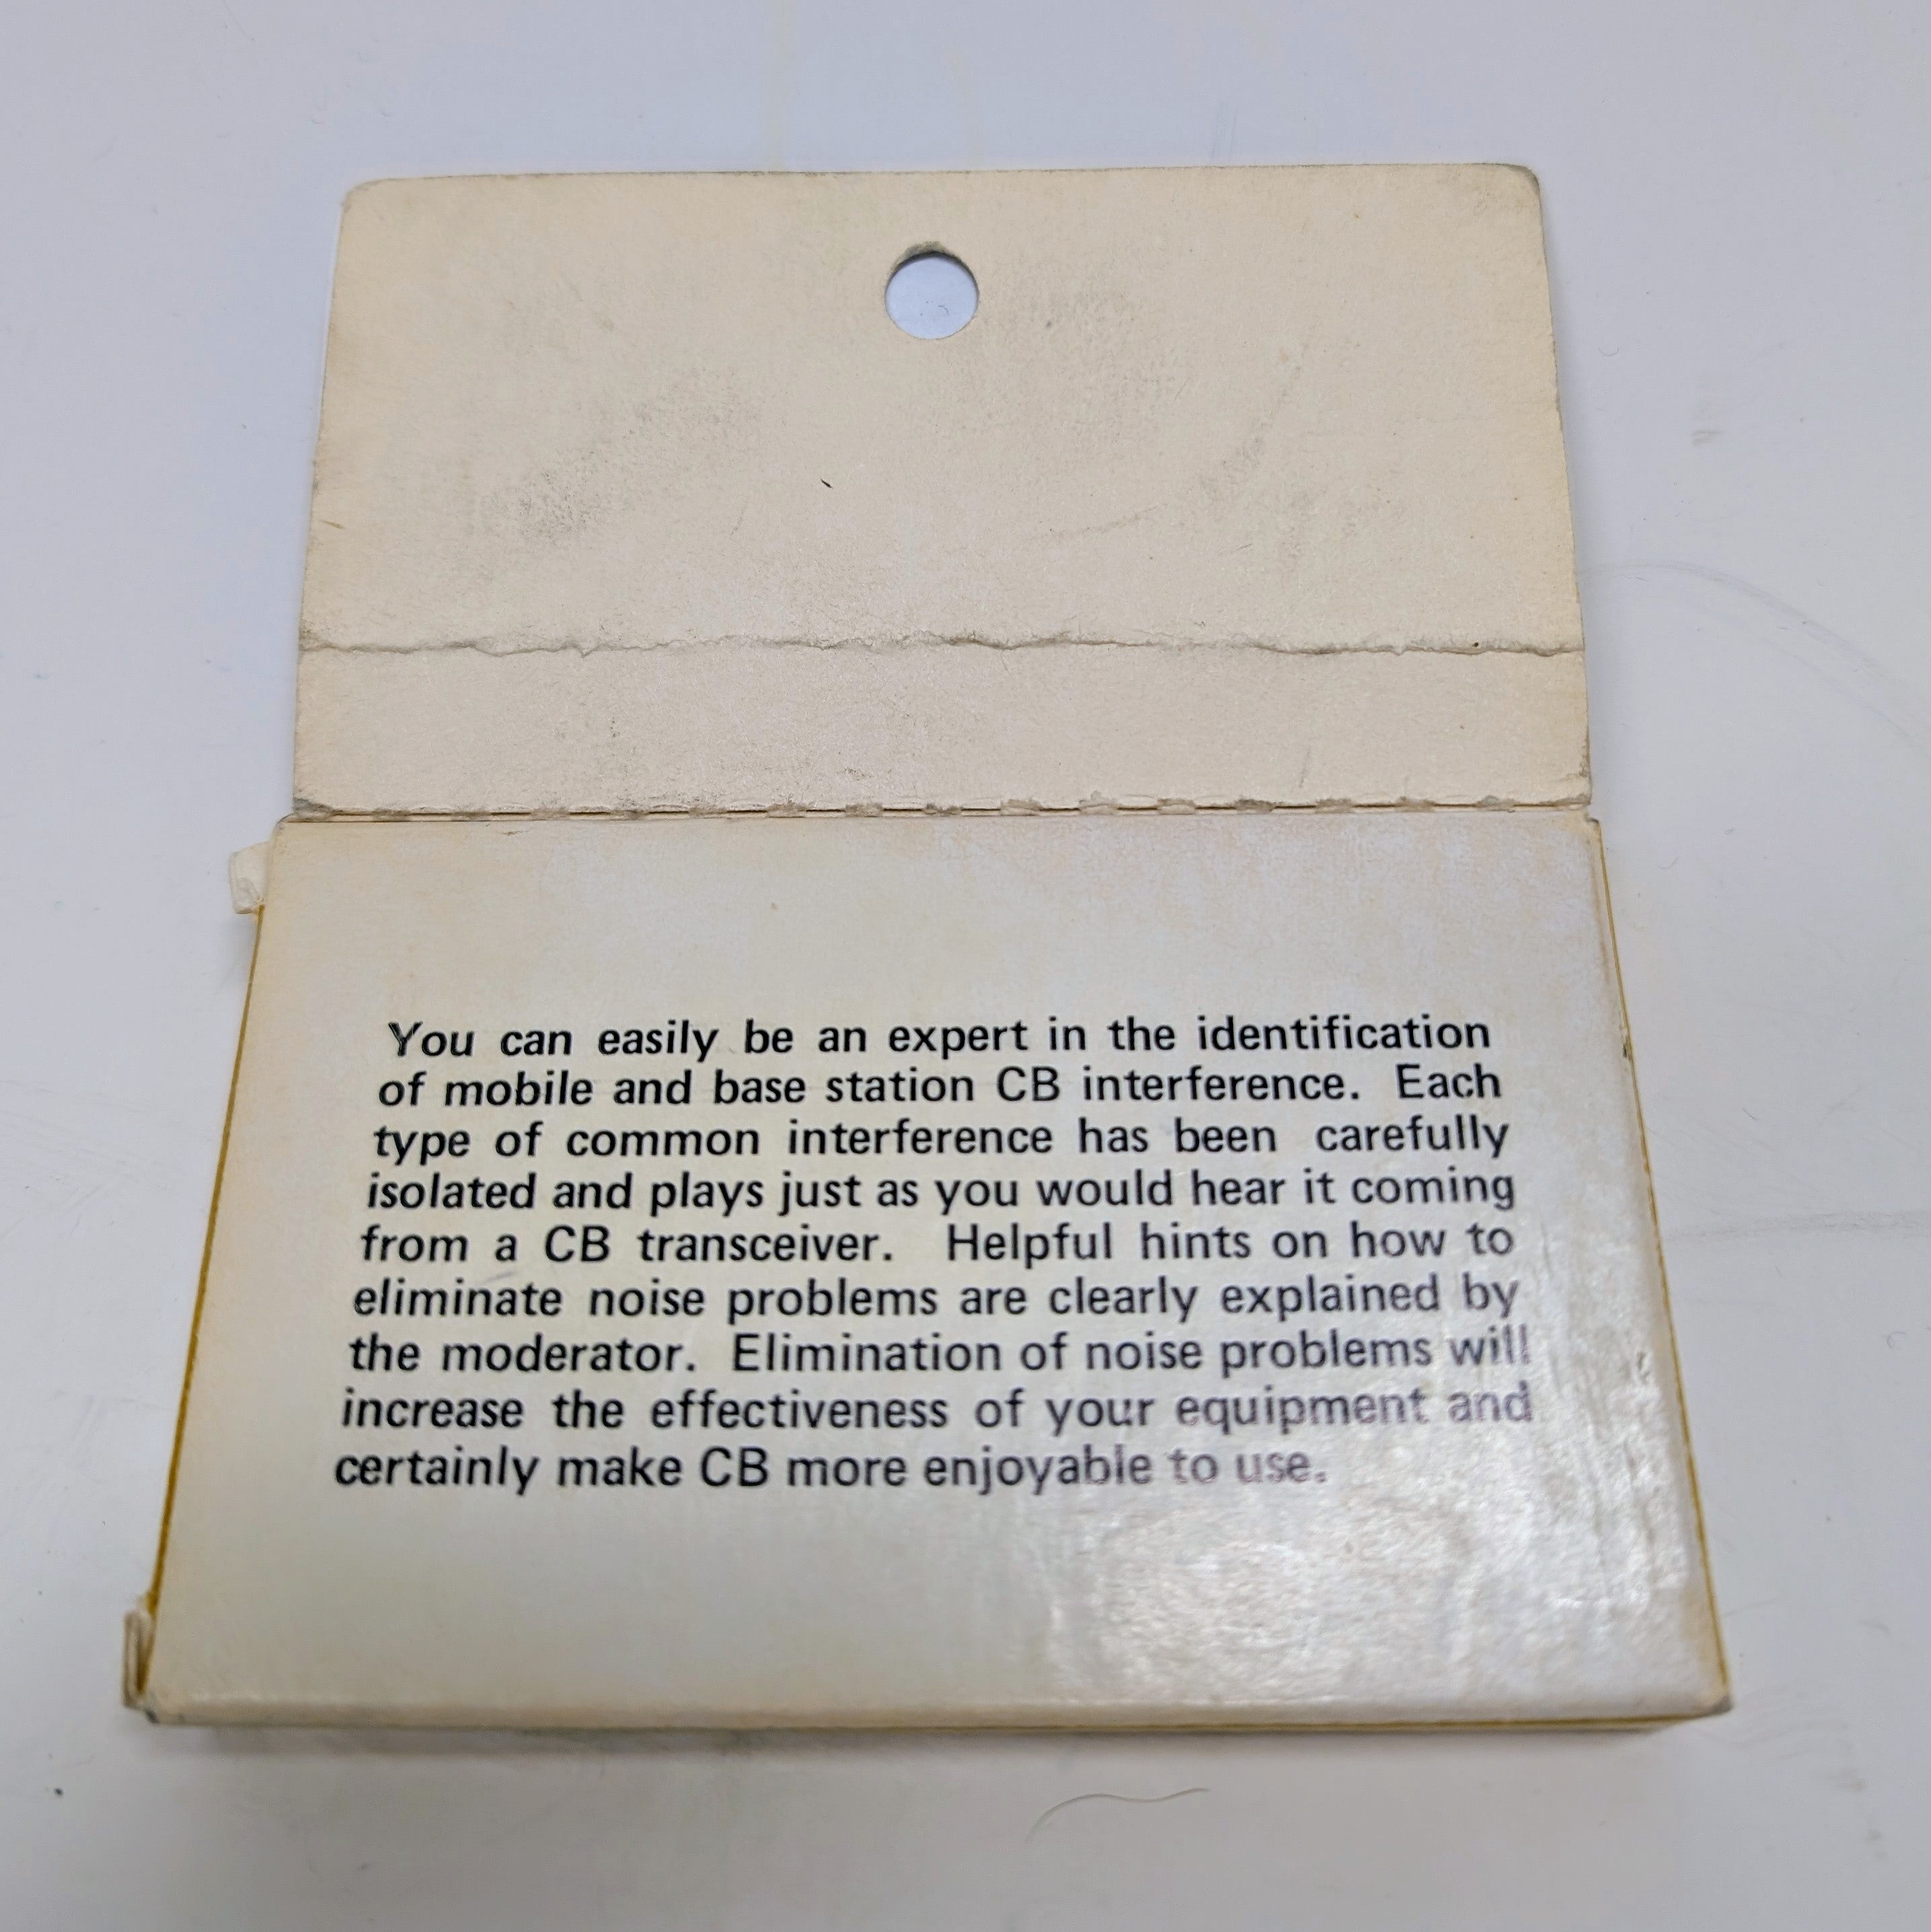 You can easily be an expert in the identification
of mobile and base station CB interference. Each
type of common interference has been carefully
isolated and plays just as you would hear it coming
from a CB transceiver. Helpful hints on how to
eliminate noise problems are clearly explained by
the moderator. Elimination of noise problems will
increase the effectiveness of your equipment and
certainly make CB more enjoyable to use.